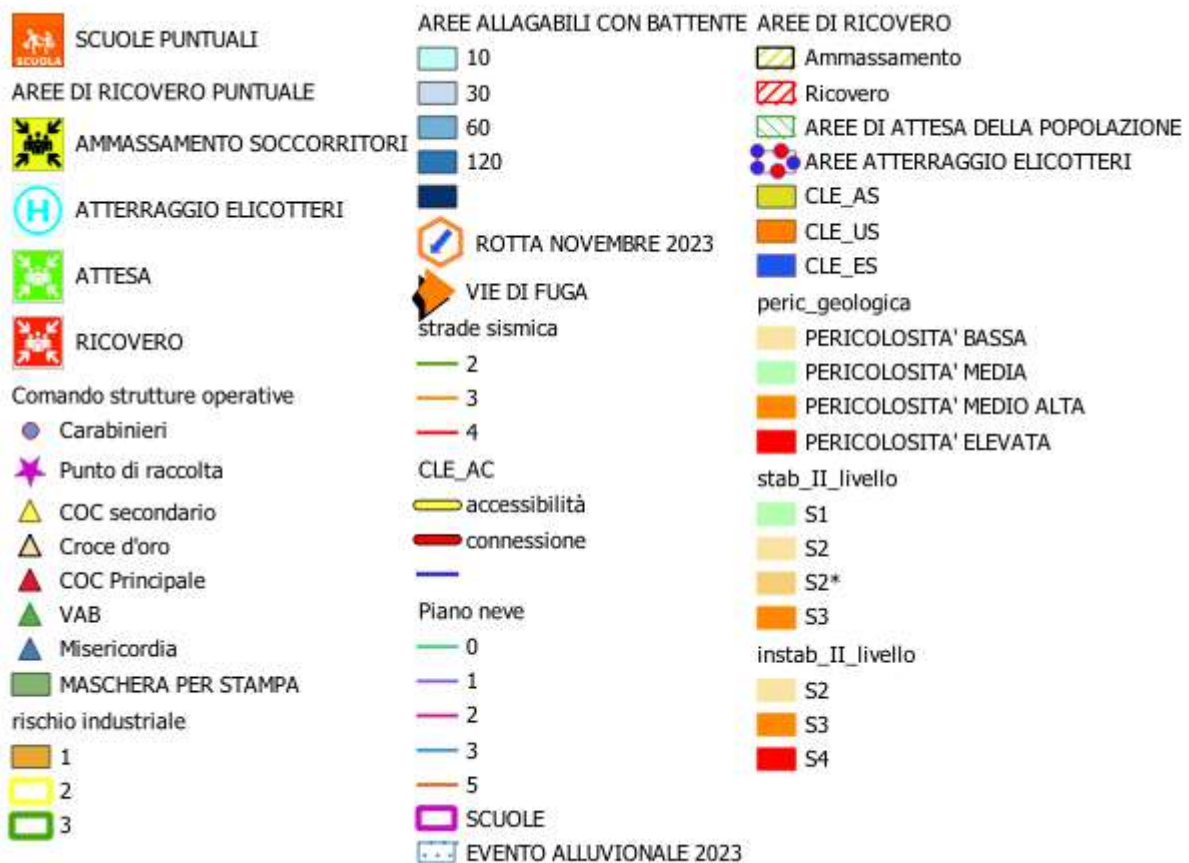 SCUOLA
SCUOLE PUNTUALI
AREE DI RICOVERO PUNTUALE
AMMASSAMENTO SOCCORRITORI
H
ATTERRAGGIO ELICOTTERI
ATTESA
RICOVERO
Comando strutture operative
Carabinieri
Punto di raccolta
COC secondario
Croce d'oro
COC Principale
VAB
Misericordia
MASCHERA PER STAMPA
rischio industriale
1
2
3
AREE ALLAGABILI CON BATTENTE
10
30
60
120
ROTTA NOVEMBRE 2023
VIE DI FUGA
strade sismica
2
3
4
CLE_AC
accessibilità
connessione
Piano neve
0
1
2
3
5
SCUOLE
EVENTO ALLUVIONALE 2023
AREE DI RICOVERO
Ammassamento
Ricovero
AREE DI ATTESA DELLA POPOLAZIONE
AREE ATTERRAGGIO ELICOTTERI
CLE_AS
CLE_US
CLE_ES
peric_geologica
PERICOLOSITA' BASSA
PERICOLOSITA' MEDIA
PERICOLOSITA' MEDIO ALTA
PERICOLOSITA' ELEVATA
stab_II_livello
S1
S2
S2*
S3
instab_II_livello
S2
S3
S4